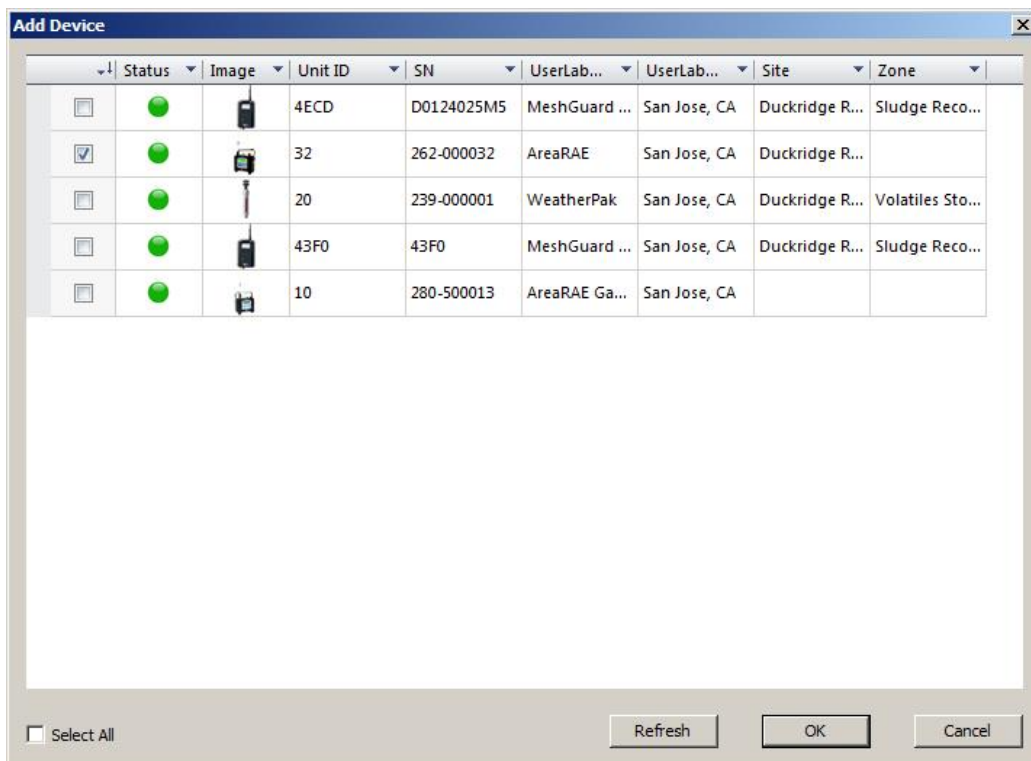 Add Device
Status Image Unit ID SN UserLab... UserLab... Site Zone
4ECD D0124025M5 MeshGuard ... San Jose, CA Duckridge R... Sludge Reco...
32 262-000032 AreaRAE San Jose, CA Duckridge R...
20 239-000001 WeatherPak San Jose, CA Duckridge R... Volatiles Sto...
43F0 43F0 MeshGuard ... San Jose, CA Duckridge R... Sludge Reco...
10 280-500013 AreaRAE Ga... San Jose, CA
Select All Refresh OK Cancel